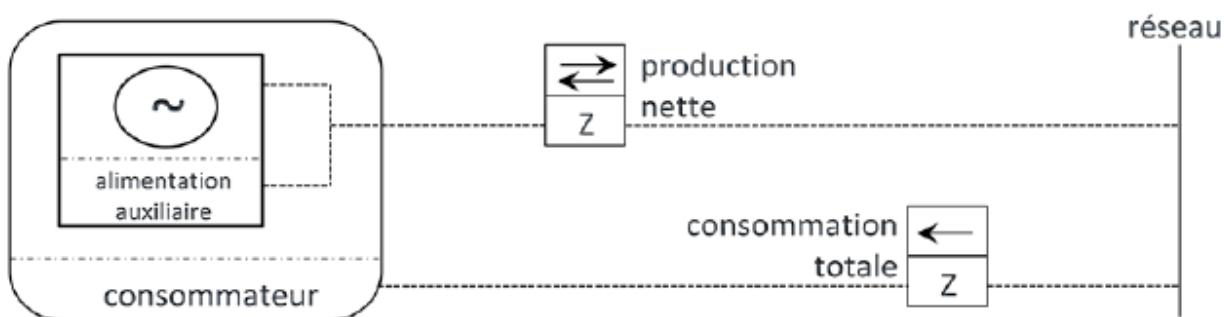 réseau
production
nette
Z
~
alimentation
auxiliaire
consommation
totale
Z
consommateur